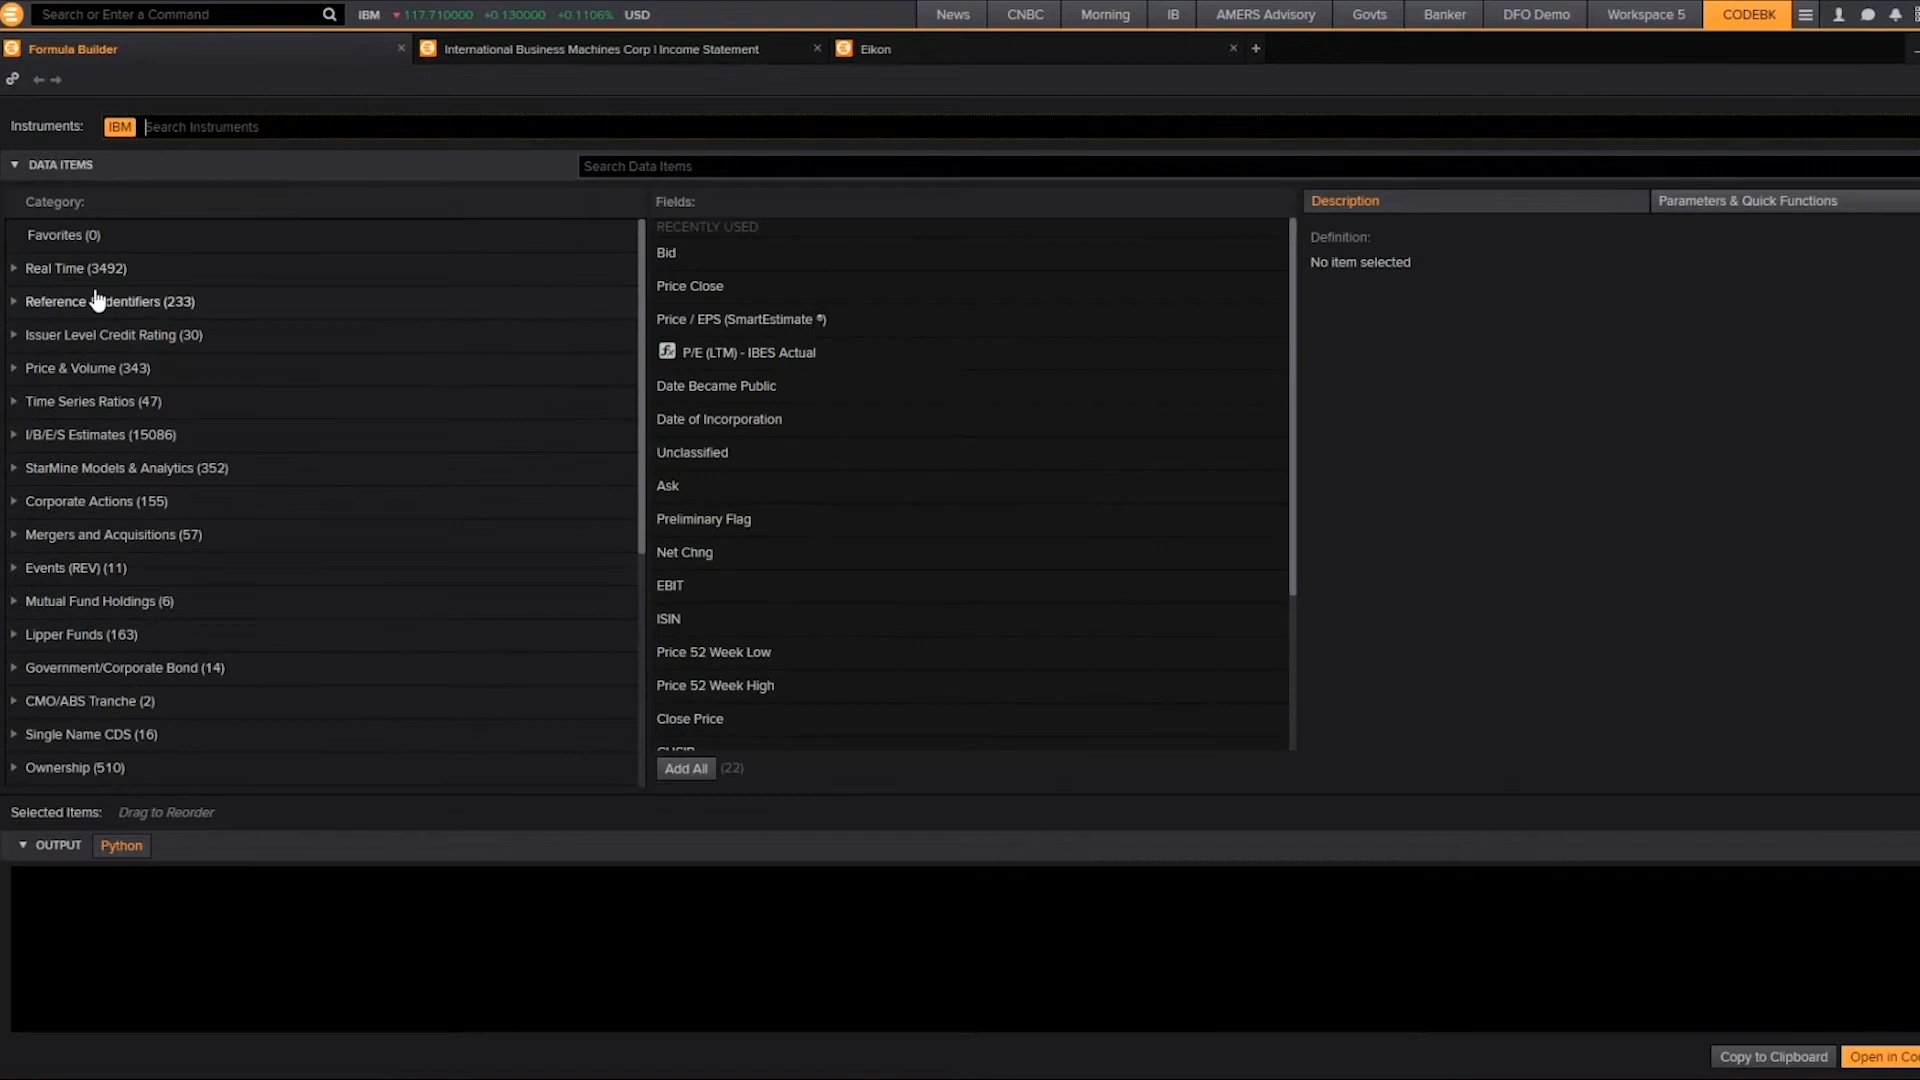 Search or Enter a Command
IBM 117.710000 +0.130000 +0.1106% USD
News CNBC Morning IB AMERS Advisory Govts Banker DFO Demo Workspace 5 CODEBK
Formula Builder
International Business Machines Corp | Income Statement
Eikon
Instruments: IBM Search Instruments
DATA ITEMS
Search Data Items
Category:
Favorites (0)
Real Time (3492)
Reference dentifiers (233)
Issuer Level Credit Rating (30)
Price & Volume (343)
Time Series Ratios (47)
I/B/E/S Estimates (15086)
StarMine Models & Analytics (352)
Corporate Actions (155)
Mergers and Acquisitions (57)
Events (REV) (11)
Mutual Fund Holdings (6)
Lipper Funds (163)
Government/Corporate Bond (14)
CMO/ABS Tranche (2)
Single Name CDS (16)
Ownership (510)
Fields:
RECENTLY USED
Bid
Price Close
Price / EPS (SmartEstimate ®)
fx P/E (LTM) - IBES Actual
Date Became Public
Date of Incorporation
Unclassified
Ask
Preliminary Flag
Net Chng
EBIT
ISIN
Price 52 Week Low
Price 52 Week High
Close Price
Add All (22)
Description
Parameters & Quick Functions
Definition:
No item selected
Selected Items: Drag to Reorder
OUTPUT Python
Copy to Clipboard
Open in Co